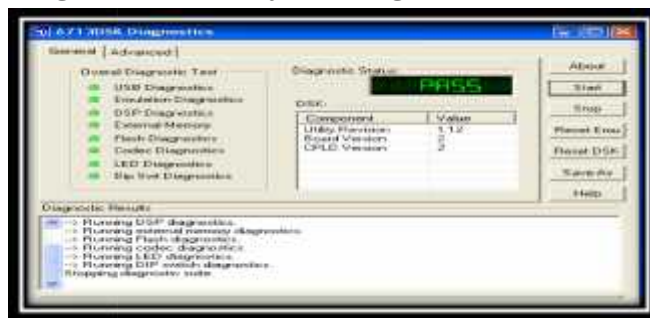 6713DSK Diagnostics
General Advanced
Overall Diagnostic Test
USB Diagnostics
Emulation Diagnostics
DSP Diagnostics
External Memory
Flash Diagnostics
Codec Diagnostics
LED Diagnostics
Dip Swt Diagnostics
Diagnostic Status:
PASS
DSK:
Component Value
Utility Revision 1.12
Board Version 2
CPLD Version 2
About
Start
Stop
Reset Emu
Reset DSK
Save As
Help
Diagnostic Results
-> Running DSP diagnostics.
-> Running external memory diagnostics.
-> Running Flash diagnostics.
-> Running codec diagnostics.
-> Running LED diagnostics.
-> Running DIP switch diagnostics.
Stopping diagnostic suite.